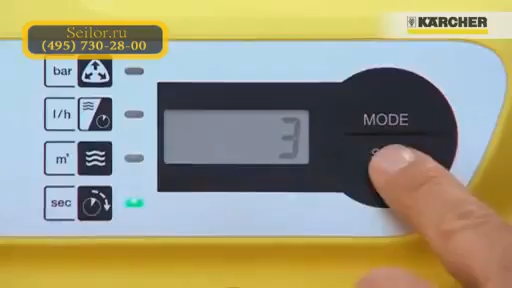 Seilor.ru
(495) 730-28-00
KÄRCHER
bar
l/h
m³
sec
3
MODE